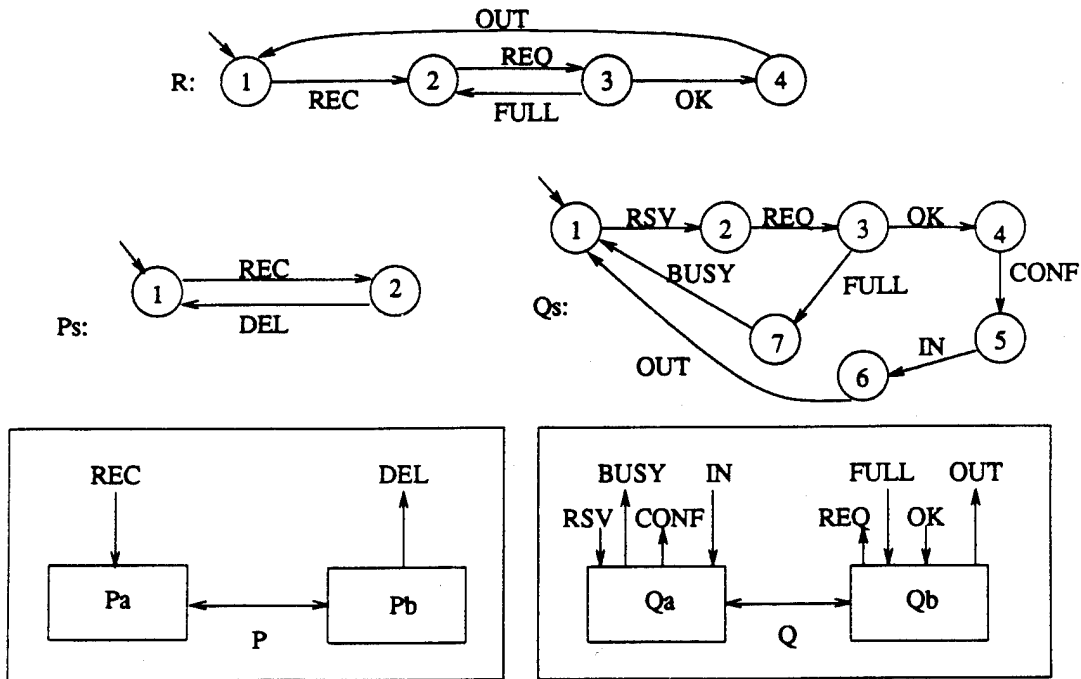 OUT
R: 1 REC 2 REQ 3 FULL OK 4
Ps: 1 REC 2 DEL
Qs: 1 RSV 2 REQ 3 OK 4
BUSY FULL CONF
7 IN 5
OUT 6
REC DEL
Pa Pb
P
BUSY IN FULL OUT
RSV CONF REQ OK
Qa Qb
Q